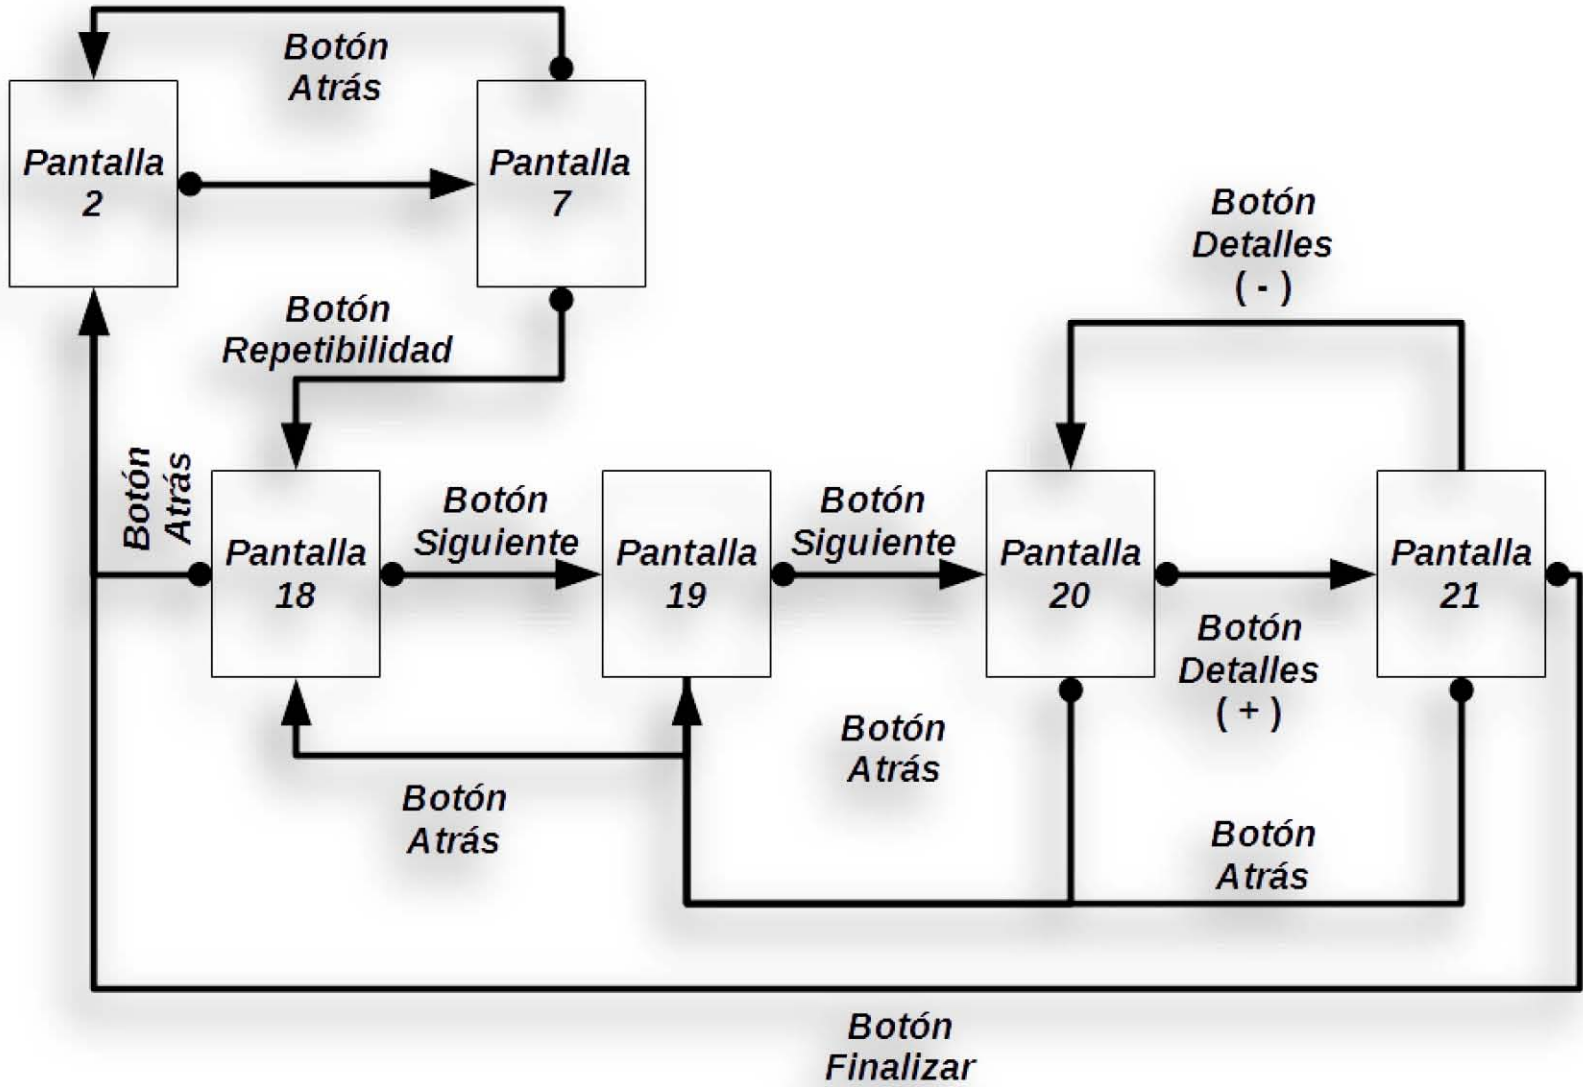 Botón
Atrás
Pantalla
2
Pantalla
7
Botón
Detalles
( - )
Botón
Repetibilidad
Botón
Atrás
Pantalla
18
Botón
Siguiente
Pantalla
19
Botón
Siguiente
Pantalla
20
Pantalla
21
Botón
Detalles
( + )
Botón
Atrás
Botón
Atrás
Botón
Atrás
Botón
Finalizar